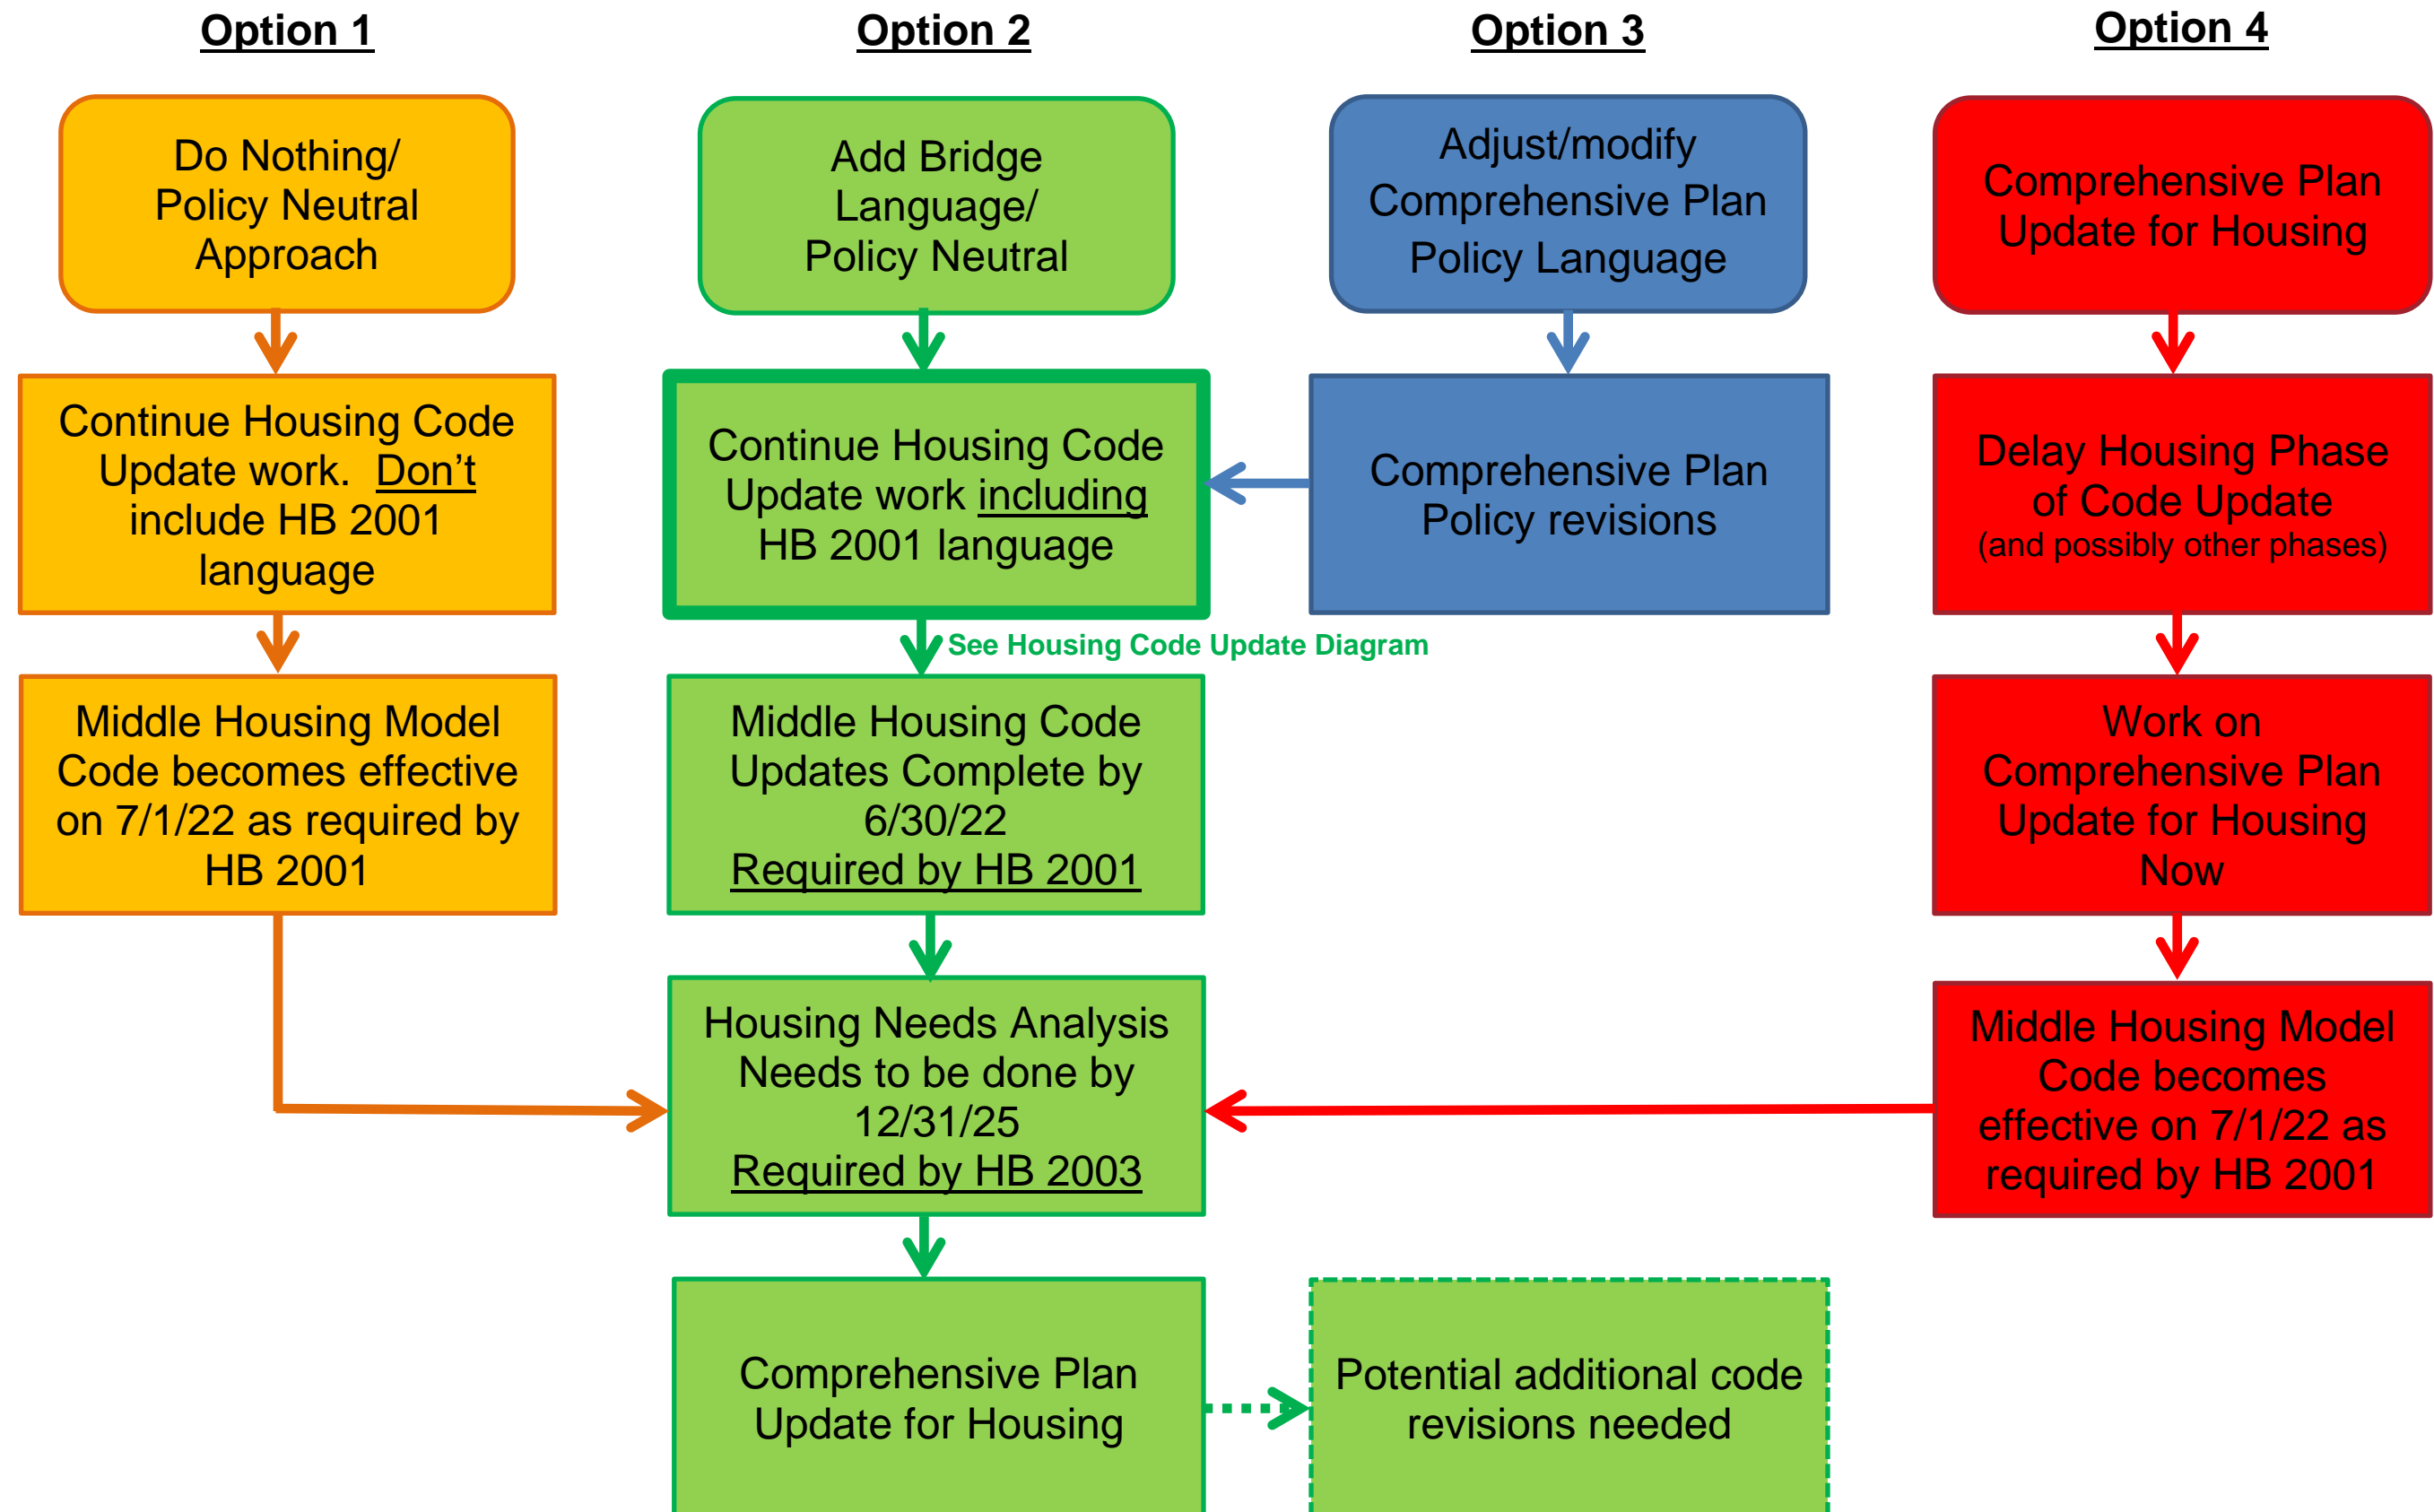 Option 1
Option 2
Option 3
Option 4
Do Nothing/
Policy Neutral
Approach
Add Bridge
Language/
Policy Neutral
Adjust/modify
Comprehensive Plan
Policy Language
Comprehensive Plan
Update for Housing
Continue Housing Code
Update work.  Don’t
include HB 2001
language
Continue Housing Code
Update work including
HB 2001 language
Comprehensive Plan
Policy revisions
Delay Housing Phase
of Code Update
(and possibly other phases)
See Housing Code Update Diagram
Middle Housing Model
Code becomes effective
on 7/1/22 as required by
HB 2001
Middle Housing Code
Updates Complete by
6/30/22
Required by HB 2001
Work on
Comprehensive Plan
Update for Housing
Now
Housing Needs Analysis
Needs to be done by
12/31/25
Required by HB 2003
Middle Housing Model
Code becomes
effective on 7/1/22 as
required by HB 2001
Comprehensive Plan
Update for Housing
Potential additional code
revisions needed